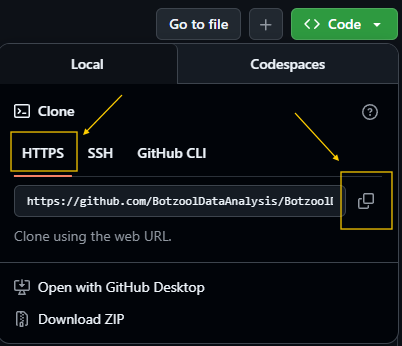 Go to file
Code
Local
Codespaces
Clone
HTTPS
SSH
GitHub CLI
https://github.com/BotzoolDataAnalysis/Botzool
Clone using the web URL.
Open with GitHub Desktop
Download ZIP